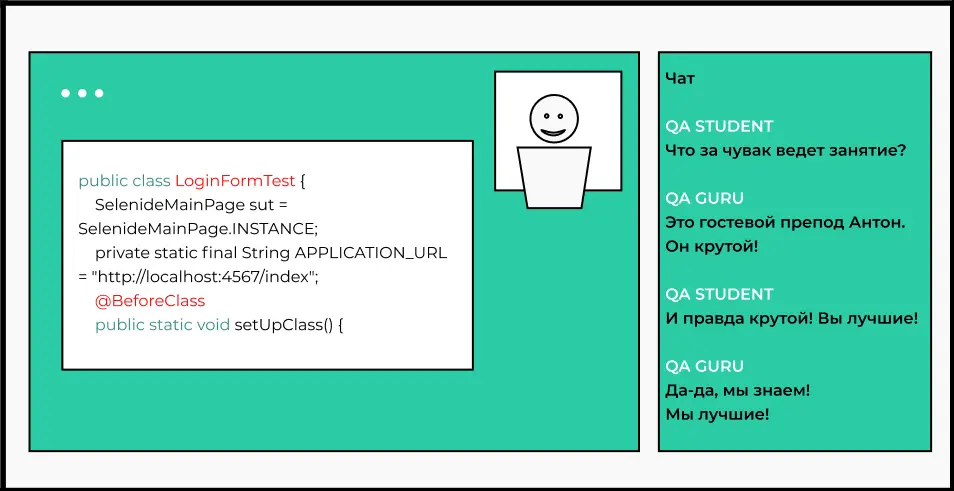 public class LoginFormTest {
SelenideMainPage sut =
SelenideMainPage.INSTANCE;
private static final String APPLICATION_URL
= "http://localhost:4567/index";
@BeforeClass
public static void setUpClass() {
Чат
QA STUDENT
Что за чувак ведет занятие?
QA GURU
Это гостевой препод Антон.
Он крутой!
QA STUDENT
И правда крутой! Вы лучшие!
QA GURU
Да-да, мы знаем!
Мы лучшие!